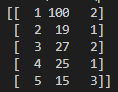 [[ 1 100 2]
[ 2 19 1]
[ 3 27 2]
[ 4 25 1]
[ 5 15 3]]